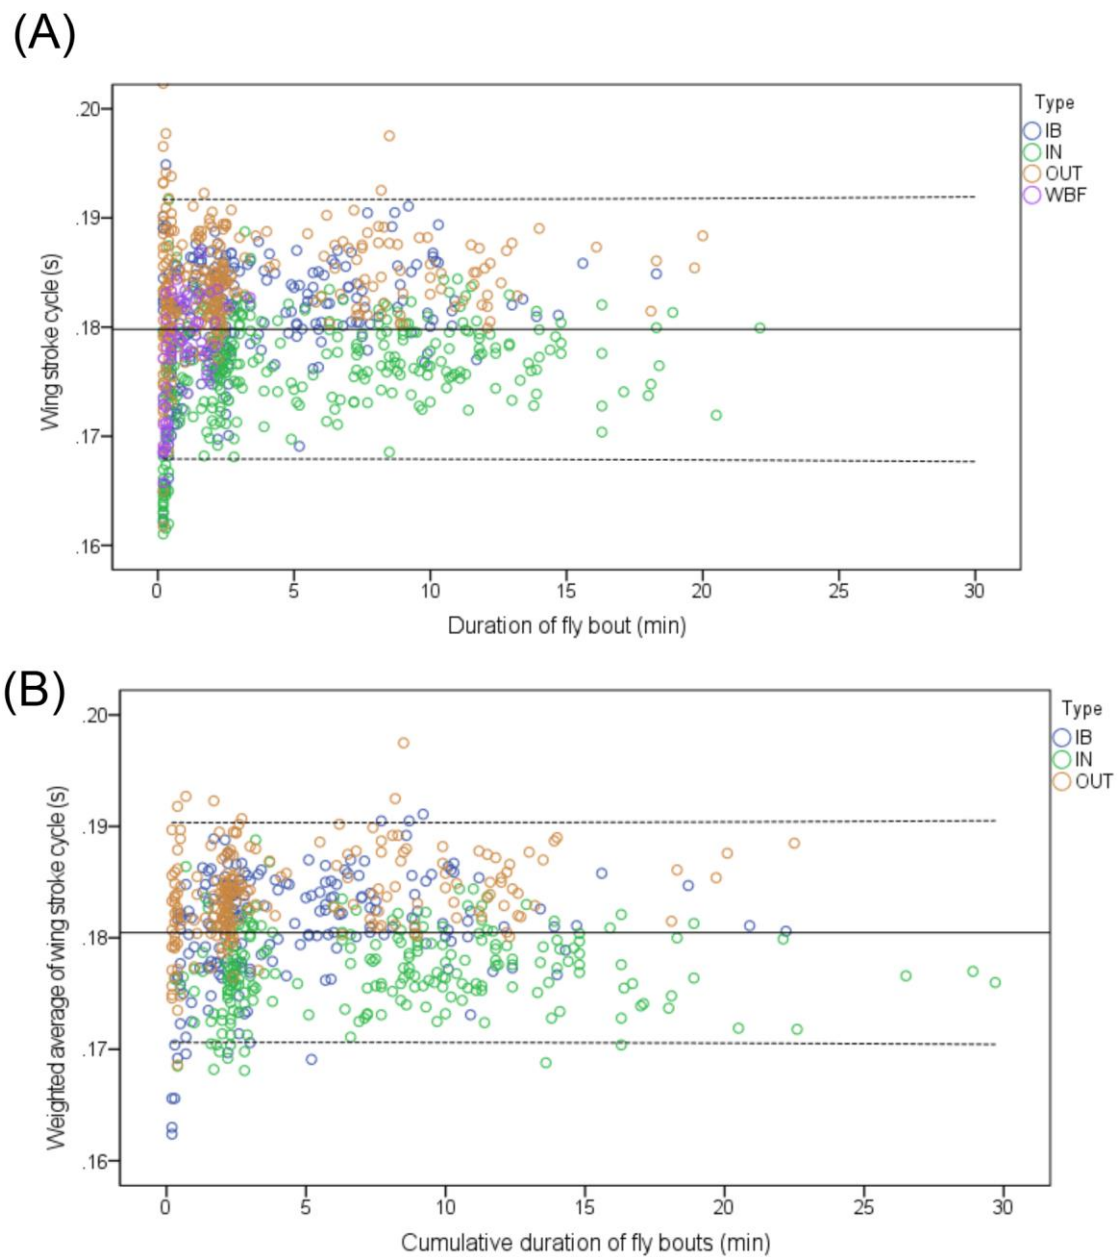 (A)
Type
IB
IN
OUT
WBF
.20
.19
.18
.17
.16
Wing stroke cycle (s)
0 5 10 15 20 25 30
Duration of fly bout (min)
(B)
Type
IB
IN
OUT
.20
.19
.18
.17
.16
Weighted average of wing stroke cycle (s)
0 5 10 15 20 25 30
Cumulative duration of fly bouts (min)